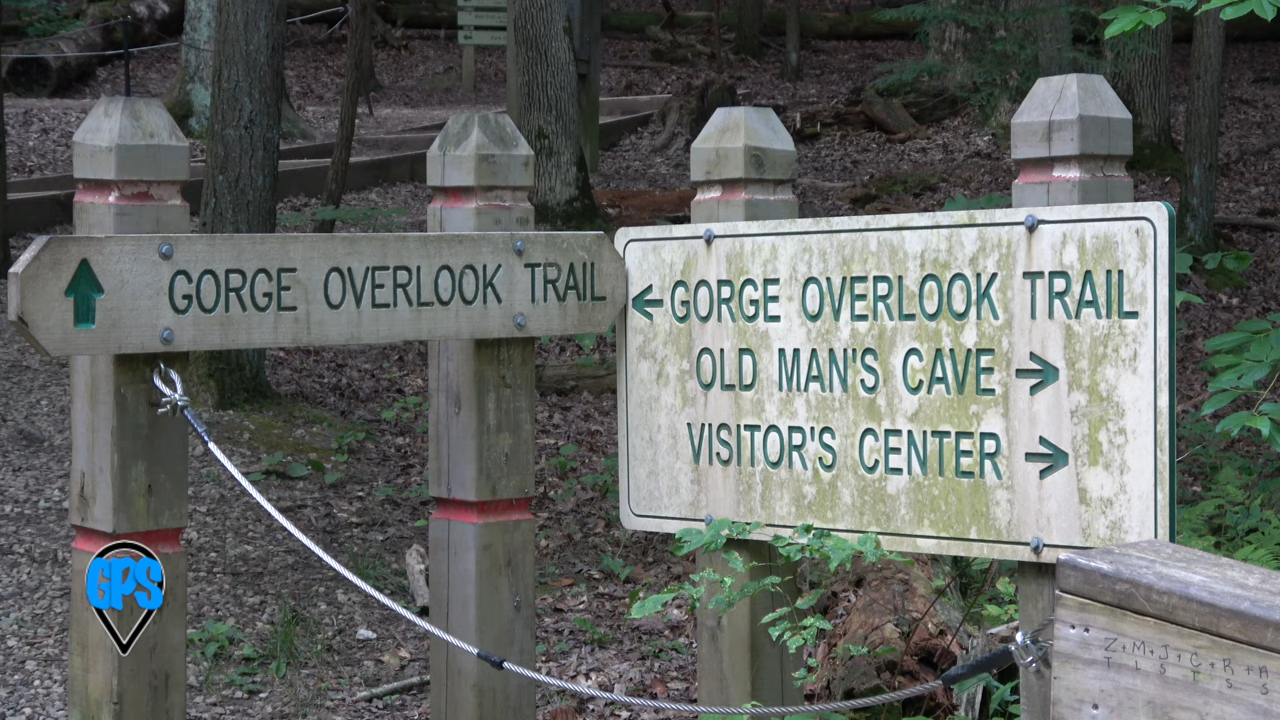 GORGE OVERLOOK TRAIL
←GORGE OVERLOOK TRAIL
OLD MAN'S CAVE →
VISITOR'S CENTER →
GPS
Z+M+J+C+R+A
T L S T S S